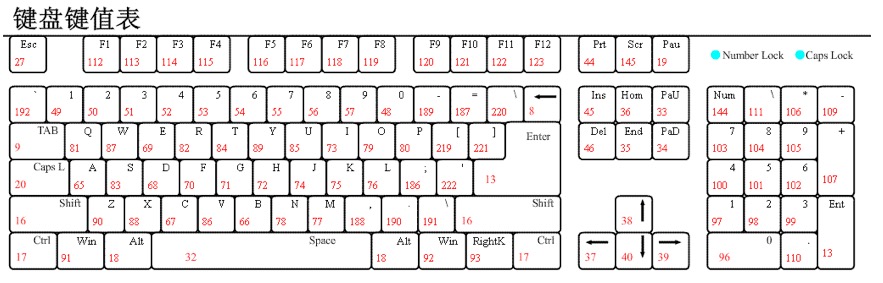 键盘键值表
Esc F1 F2 F3 F4 F5 F6 F7 F8 F9 F10 F11 F12 Prt Scr Pau
27 112 113 114 115 116 117 118 119 120 121 122 123 44 145 19
Number Lock Caps Lock
` 1 2 3 4 5 6 7 8 9 0 - = \ Ins Hom PaU Num \ * -
192 49 50 51 52 53 54 55 56 57 48 189 187 220 8 45 36 33 144 111 106 109
TAB Q W E R T Y U I O P [ ] Enter Del End PaD 7 8 9 +
9 81 87 69 82 84 89 85 73 79 80 219 221 46 35 34 103 104 105
Caps L A S D F G H J K L ; ' 4 5 6
20 65 83 68 70 71 72 74 75 76 186 222 13 100 101 102 107
Shift Z X C V B N M , . \ Shift 1 2 3 Ent
16 90 88 67 86 66 78 77 188 190 191 16 38 97 98 99
Ctrl Win Alt Space Alt Win RightK Ctrl 0 .
17 91 18 32 18 92 93 17 37 40 39 96 110 13